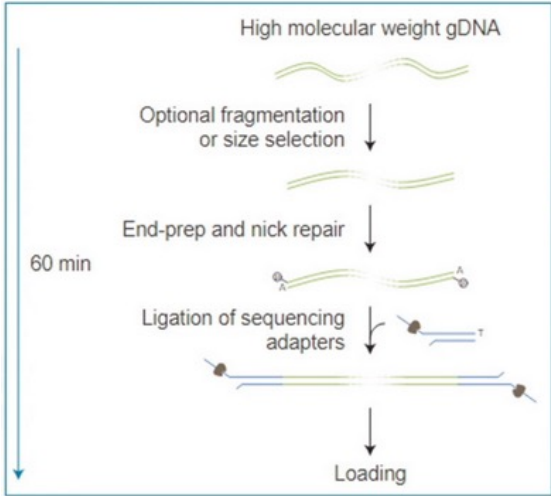 High molecular weight gDNA
Optional fragmentation
or size selection
End-prep and nick repair
60 min
A
A
Ligation of sequencing
adapters
T
Loading